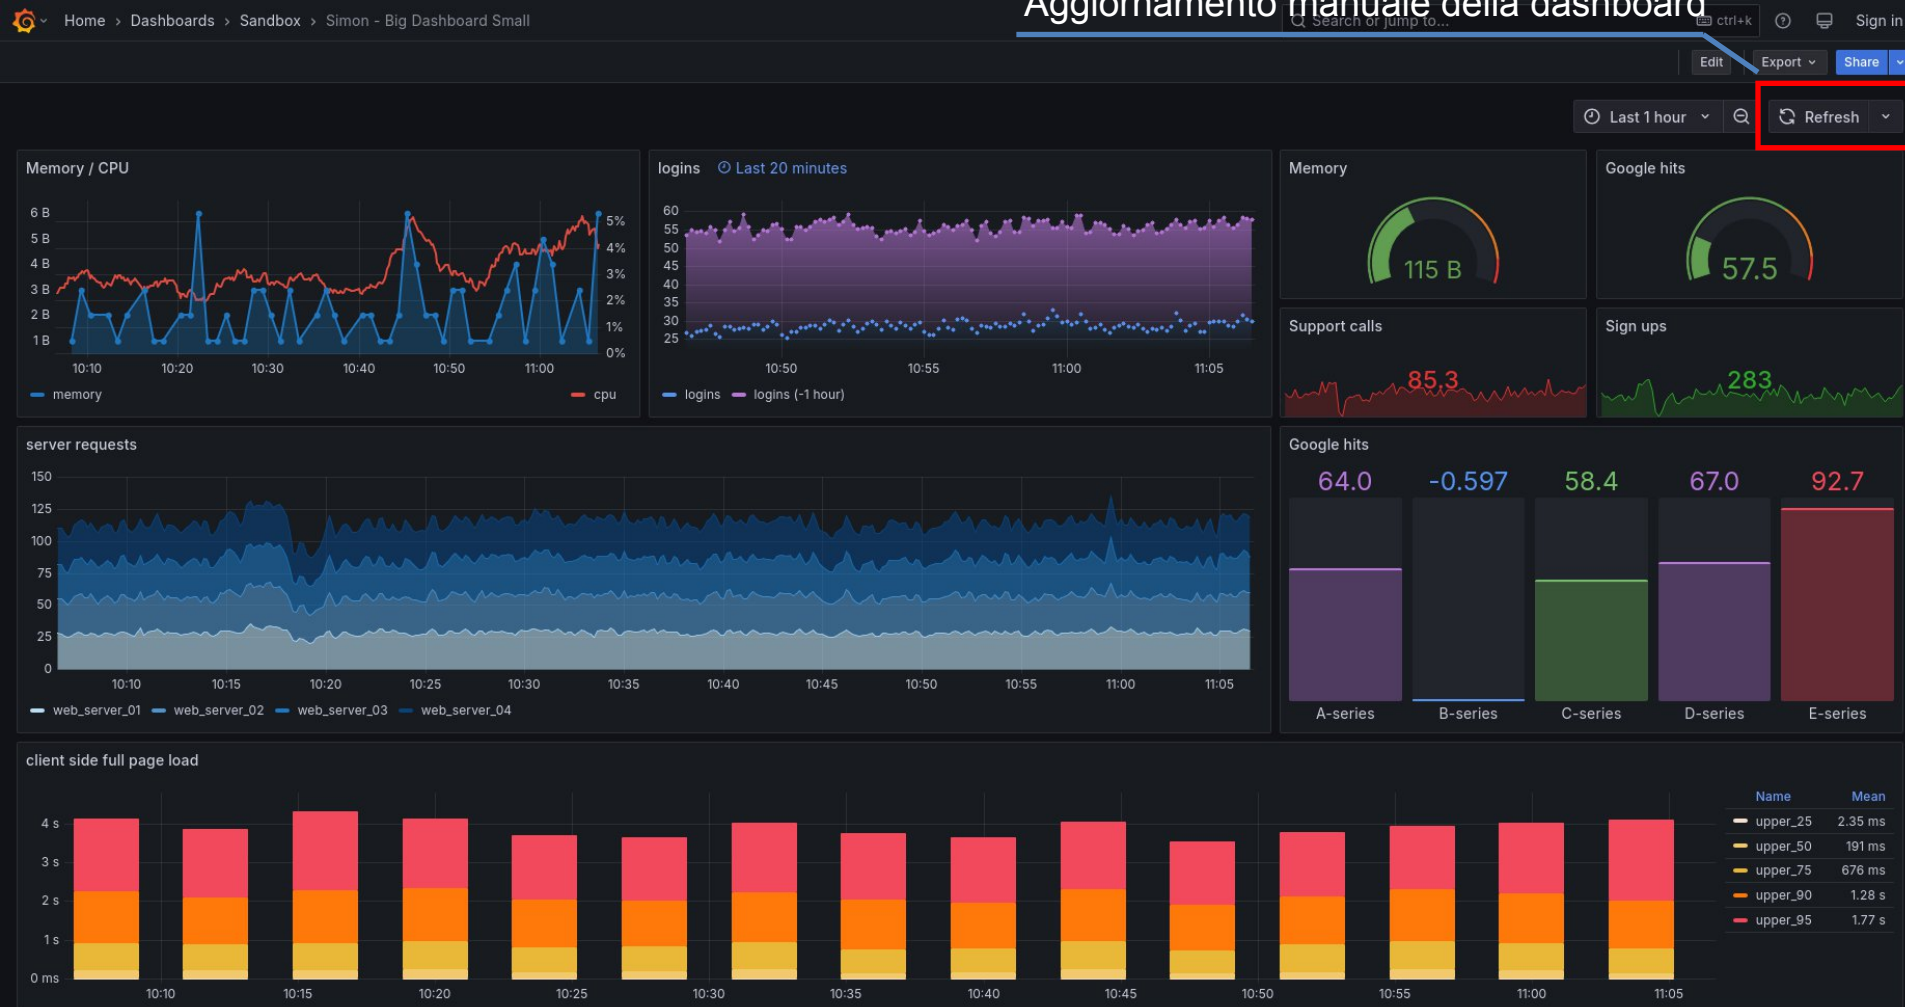 Aggiornamento manuale della dashboard
Home › Dashboards › Sandbox › Simon - Big Dashboard Small
Search or jump to...
ctrl+k
Sign in
Edit
Export
Share
Last 1 hour
Refresh
Memory / CPU
6 B
5 B
4 B
3 B
2 B
1 B
5%
4%
3%
2%
1%
0%
10:10 10:20 10:30 10:40 10:50 11:00
memory
cpu
logins Last 20 minutes
60
55
50
45
40
35
30
25
10:50 10:55 11:00 11:05
logins logins (-1 hour)
Memory
115 B
Google hits
57.5
Support calls
85.3
Sign ups
283
server requests
150
125
100
75
50
25
0
10:10 10:15 10:20 10:25 10:30 10:35 10:40 10:45 10:50 10:55 11:00 11:05
web_server_01 web_server_02 web_server_03 web_server_04
Google hits
64.0 -0.597 58.4 67.0 92.7
A-series B-series C-series D-series E-series
client side full page load
4 s
3 s
2 s
1 s
0 ms
10:10 10:15 10:20 10:25 10:30 10:35 10:40 10:45 10:50 10:55 11:00 11:05
Name Mean
upper_25 2.35 ms
upper_50 191 ms
upper_75 676 ms
upper_90 1.28 s
upper_95 1.77 s